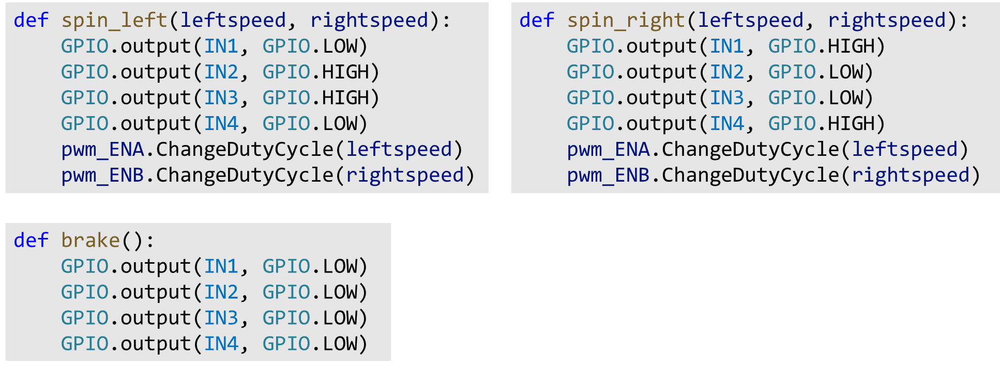 def spin_left(leftspeed, rightspeed):
    GPIO.output(IN1, GPIO.LOW)
    GPIO.output(IN2, GPIO.HIGH)
    GPIO.output(IN3, GPIO.HIGH)
    GPIO.output(IN4, GPIO.LOW)
    pwm_ENA.ChangeDutyCycle(leftspeed)
    pwm_ENB.ChangeDutyCycle(rightspeed)
def spin_right(leftspeed, rightspeed):
    GPIO.output(IN1, GPIO.HIGH)
    GPIO.output(IN2, GPIO.LOW)
    GPIO.output(IN3, GPIO.LOW)
    GPIO.output(IN4, GPIO.HIGH)
    pwm_ENA.ChangeDutyCycle(leftspeed)
    pwm_ENB.ChangeDutyCycle(rightspeed)
def brake():
    GPIO.output(IN1, GPIO.LOW)
    GPIO.output(IN2, GPIO.LOW)
    GPIO.output(IN3, GPIO.LOW)
    GPIO.output(IN4, GPIO.LOW)